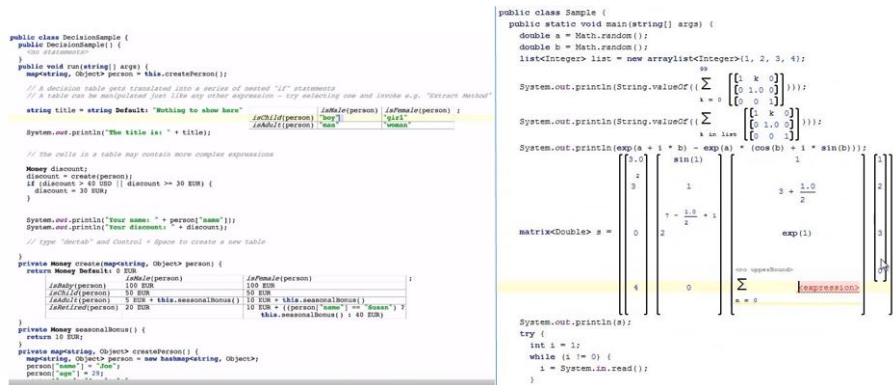 public class DecisionSample {
public DecisionSample() {
<no statements>
}
public void run(string[] args) {
map<string, Object> person = this.createPerson();
// A decision table gets translated into a series of nested "if" statements
// A table can be manipulated just like any other expression - try selecting one and invoke e.g. "Extract Method"
string title = string Default: "Nothing to show here" isMale(person) isFemale(person) ;
isChild(person) "boy" "girl"
isAdult(person) "man" "woman"
System.out.println("The title is: " + title);
// The cells in a table may contain more complex expressions
Money discount;
discount = create(person);
if (discount > 40 USD || discount >= 30 EUR) {
discount = 30 EUR;
}
System.out.println("Your name: " + person["name"]);
System.out.println("Your discount: " + discount);
// type "dectab" and Control + Space to create a new table
}
private Money create(map<string, Object> person) {
return Money Default: 0 EUR
isMale(person) isFemale(person) ;
isBaby(person) 100 EUR 100 EUR
isChild(person) 50 EUR 50 EUR
isAdult(person) 5 EUR + this.seasonalBonus() 10 EUR + this.seasonalBonus()
isRetired(person) 20 EUR 10 EUR + ((person["name"] == "Susan") ?
this.seasonalBonus() : 40 EUR)
}
private Money seasonalBonus() {
return 10 EUR;
}
private map<string, Object> createPerson() {
map<string, Object> person = new hashmap<string, Object>;
person["name"] = "Joe";
person["age"] = 29;
public class Sample {
public static void main(string[] args) {
double a = Math.random();
double b = Math.random();
list<Integer> list = new arraylist<Integer>{1, 2, 3, 4};
99
System.out.println(String.valueOf((∑ [[1 k 0] [0 1.0 0] [0 0 1]])));
k = 0
System.out.println(String.valueOf((∑ [[1 k 0] [0 1.0 0] [0 0 1]])));
k in list
System.out.println(exp(a + i * b) - exp(a) * (cos(b) + i * sin(b)));
3.0 sin(1) 1 1
2
3 1 3 + 1.0 2
2
7 - 1.0 + i
2
matrix<Double> s = 0 2 exp(1) 3
<no upperBound>
4 0 ∑ <expression>
n = 0
System.out.println(s);
try {
int i = 1;
while (i != 0) {
i = System.in.read();
}